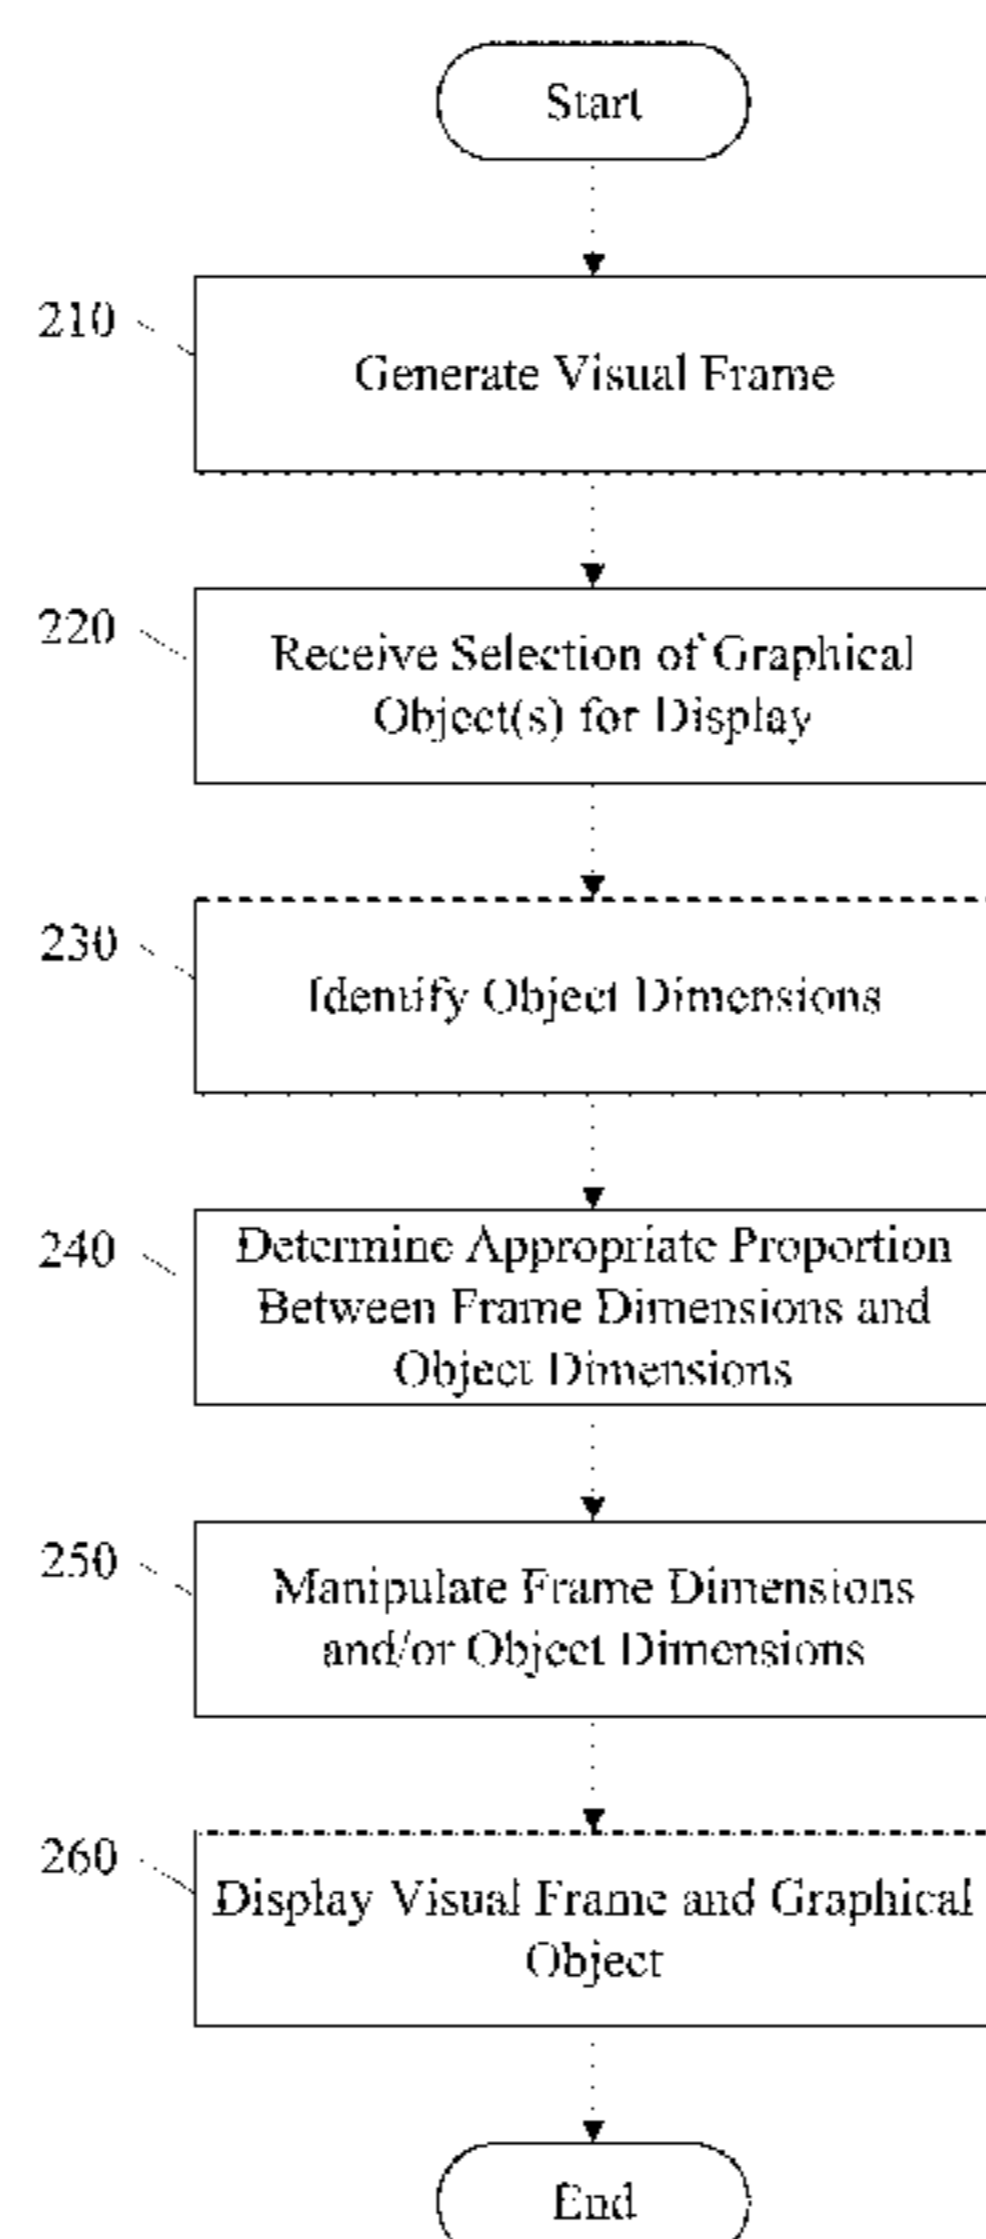 Start
210
Generate Visual Frame
220
Receive Selection of Graphical
Object(s) for Display
230
Identify Object Dimensions
240
Determine Appropriate Proportion
Between Frame Dimensions and
Object Dimensions
250
Manipulate Frame Dimensions
and/or Object Dimensions
260
Display Visual Frame and Graphical
Object
End